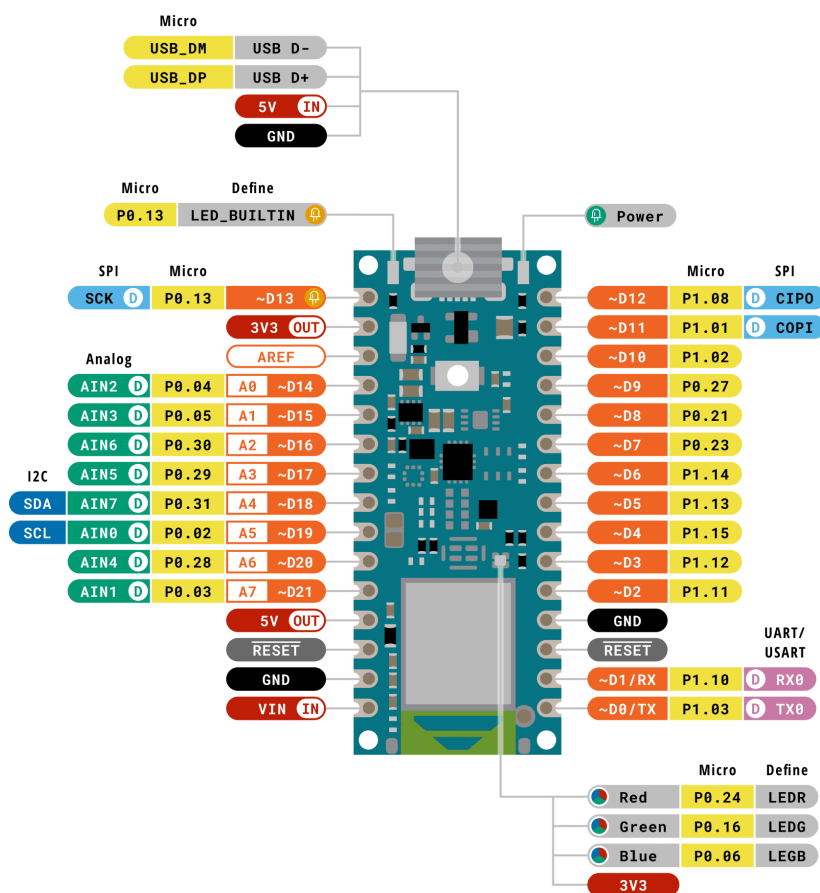 Micro
USB_DM USB D-
USB_DP USB D+
5V IN
GND
Micro Define
P0.13 LED_BUILTIN
Power
SPI Micro
SCK D P0.13 ~D13
3V3 OUT
AREF
Analog
AIN2 D P0.04 A0 ~D14
AIN3 D P0.05 A1 ~D15
AIN6 D P0.30 A2 ~D16
AIN5 D P0.29 A3 ~D17
I2C
SDA AIN7 D P0.31 A4 ~D18
SCL AIN0 D P0.02 A5 ~D19
AIN4 D P0.28 A6 ~D20
AIN1 D P0.03 A7 ~D21
5V OUT
RESET
GND
VIN IN
Micro SPI
~D12 P1.08 D CIPO
~D11 P1.01 D COPI
~D10 P1.02
~D9 P0.27
~D8 P0.21
~D7 P0.23
~D6 P1.14
~D5 P1.13
~D4 P1.15
~D3 P1.12
~D2 P1.11
GND
RESET
UART/
USART
~D1/RX P1.10 D RX0
~D0/TX P1.03 D TX0
Micro Define
Red P0.24 LEDR
Green P0.16 LEDG
Blue P0.06 LEGB
3V3